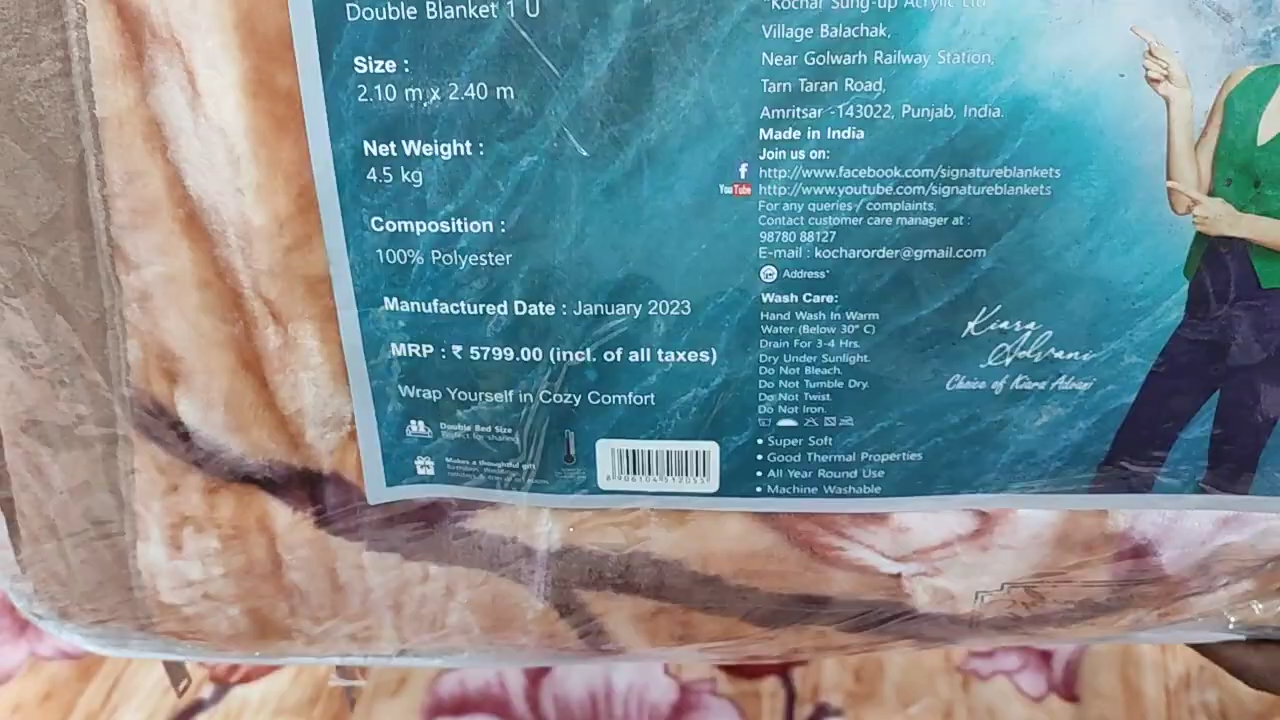 Double Blanket 1 U
Size :
2.10 m x 2.40 m
Net Weight :
4.5 kg
Composition :
100% Polyester
Manufactured Date : January 2023
MRP : ₹ 5799.00 (incl. of all taxes)
Wrap Yourself in Cozy Comfort
Double Bed Size
Perfect for sharing
Makes a thoughtful gift
"Kochar Sung-up Acrylic Ltd
Village Balachak,
Near Golwarh Railway Station,
Tarn Taran Road,
Amritsar -143022, Punjab, India.
Made in India
Join us on:
f http://www.facebook.com/signatureblankets
YouTube http://www.youtube.com/signatureblankets
For any queries / complaints,
Contact customer care manager at :
98780 88127
E-mail : kocharorder@gmail.com
Address*
Wash Care:
Hand Wash In Warm
Water (Below 30° C)
Drain For 3-4 Hrs.
Dry Under Sunlight.
Do Not Bleach.
Do Not Tumble Dry.
Do Not Twist.
Do Not Iron.
• Super Soft
• Good Thermal Properties
• All Year Round Use
• Machine Washable
Kiara
Advani
Choice of Kiara Advani